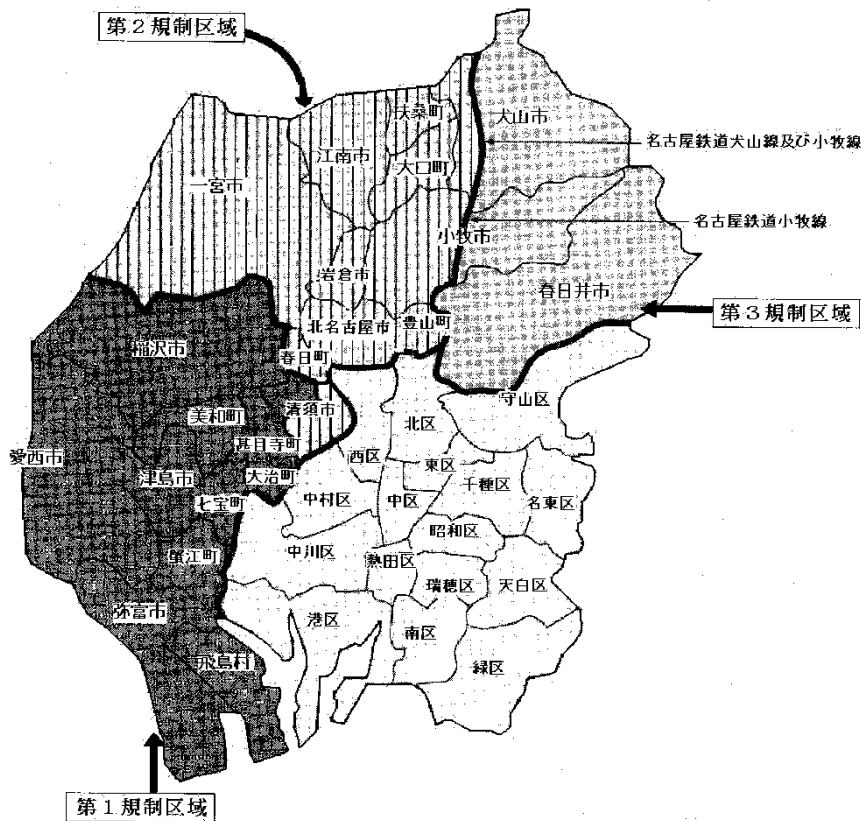 第2規制区域
扶桑町
犬山市
名古屋鉄道犬山線及び小牧線
江南市
大口町
一宮市
名古屋鉄道小牧線
小牧市
岩倉市
春日井市
第3規制区域
北名古屋市
豊山町
稲沢市
春日町
守山区
清須市
美和町
北区
甚目寺町
愛西市
西区
東区
津島市
大治町
千種区
七宝町
中村区
中区
名東区
昭和区
蟹江町
中川区
熱田区
瑞穂区
天白区
弥富市
港区
南区
飛島村
緑区
第1規制区域